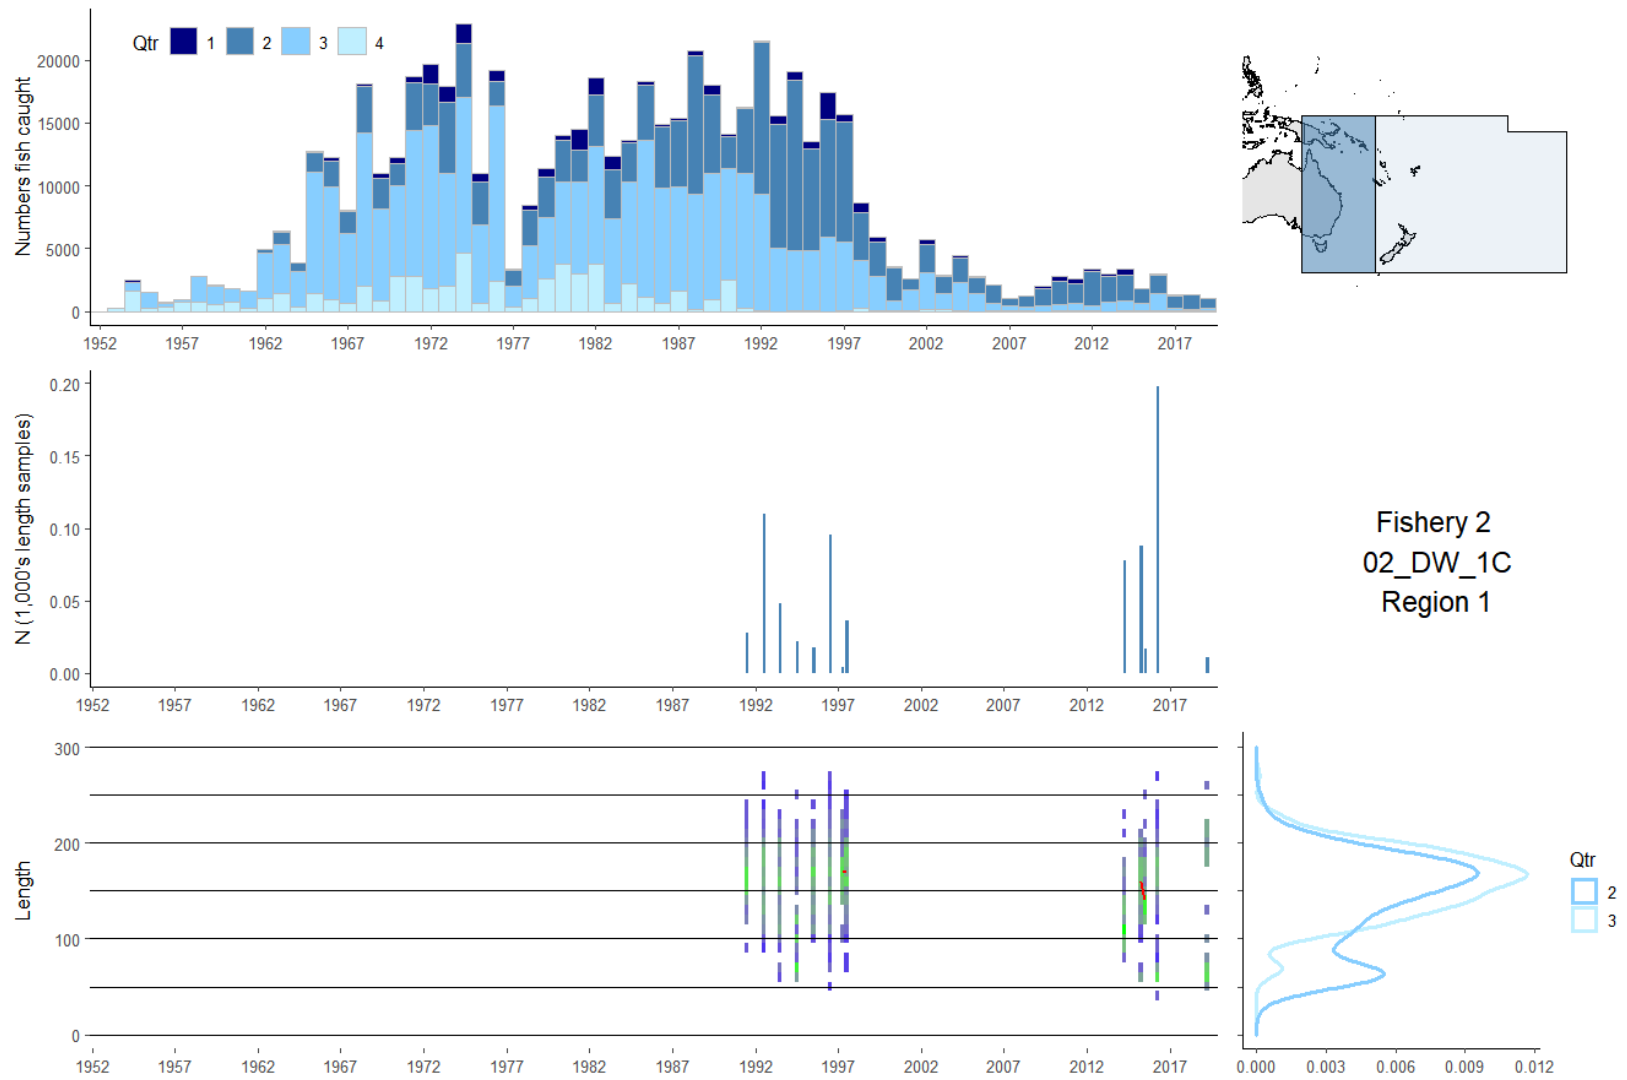 Qtr 1 2 3 4
Numbers fish caught
20000
15000
10000
5000
0
1952 1957 1962 1967 1972 1977 1982 1987 1992 1997 2002 2007 2012 2017
N (1,000's length samples)
0.20
0.15
0.10
0.05
0.00
1952 1957 1962 1967 1972 1977 1982 1987 1992 1997 2002 2007 2012 2017
Fishery 2
02_DW_1C
Region 1
Length
300
200
100
0
1952 1957 1962 1967 1972 1977 1982 1987 1992 1997 2002 2007 2012 2017
0.000 0.003 0.006 0.009 0.012
Qtr
2
3